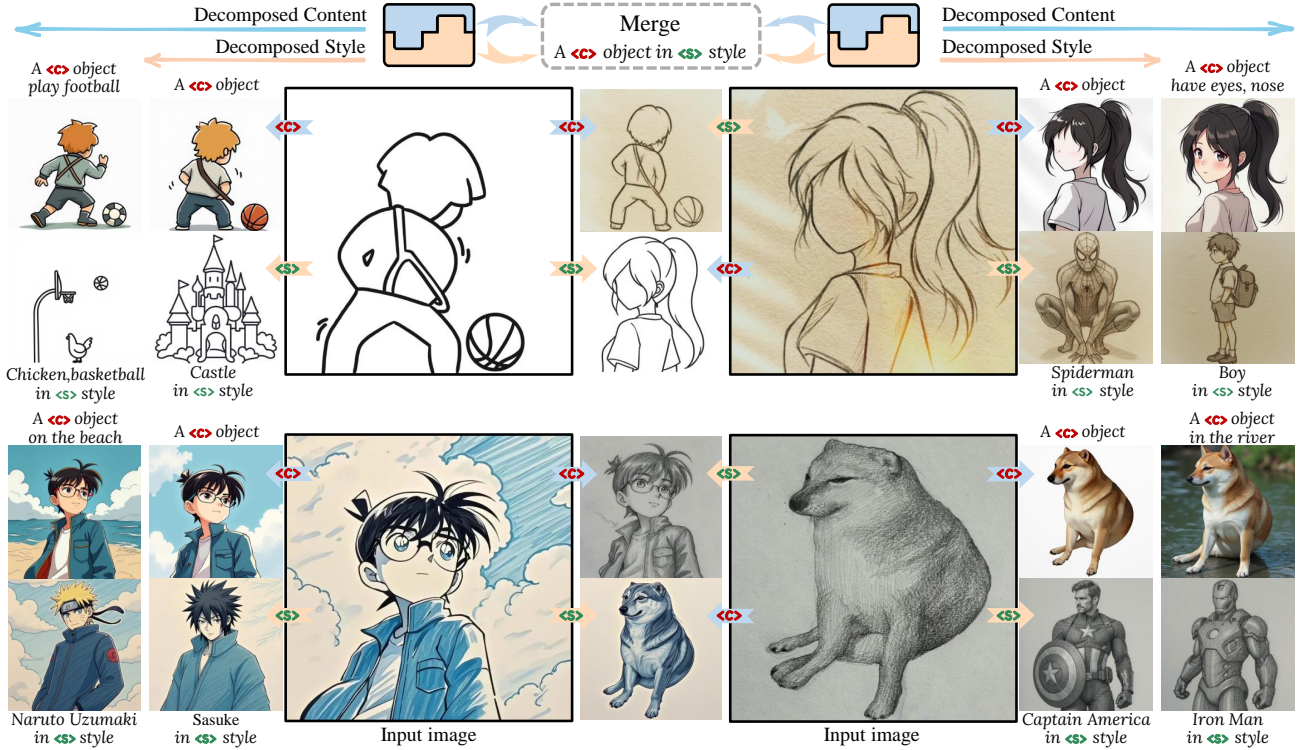 Decomposed Content
Decomposed Style
Merge
A <c> object in <s> style
Decomposed Content
Decomposed Style
A <c> object
play football
A <c> object
A <c> object
A <c> object
have eyes, nose
<c>
<c>
<s>
<c>
<s>
<s>
<c>
<s>
Chicken,basketball
in <s> style
Castle
in <s> style
Spiderman
in <s> style
Boy
in <s> style
A <c> object
on the beach
A <c> object
A <c> object
A <c> object
in the river
<c>
<c>
<s>
<c>
<s>
<s>
<c>
<s>
Naruto Uzumaki
in <s> style
Sasuke
in <s> style
Input image
Input image
Captain America
in <s> style
Iron Man
in <s> style